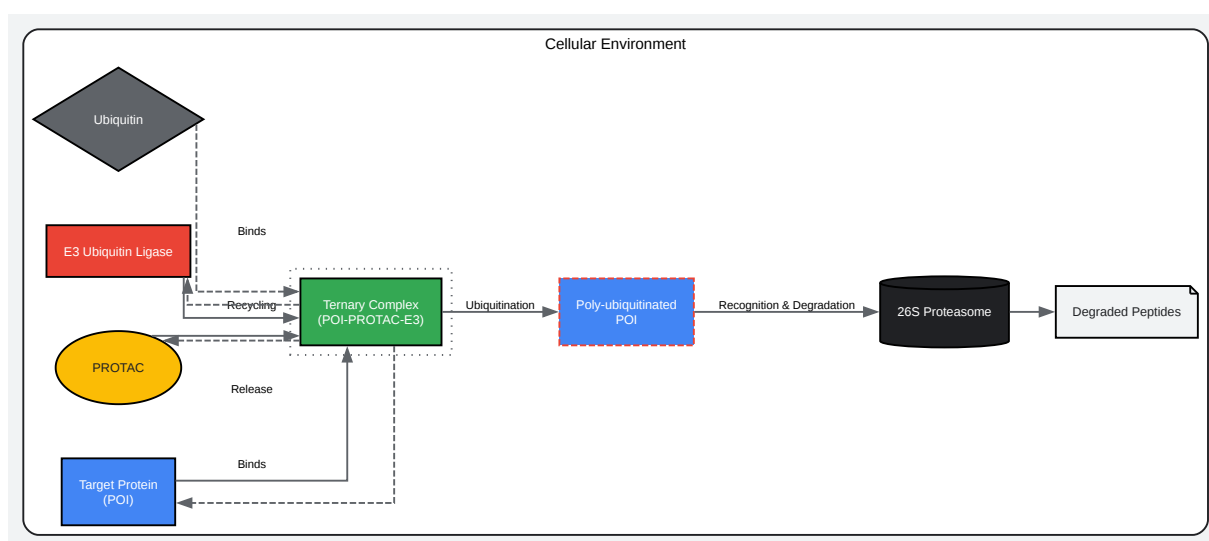 Cellular Environment
Ubiquitin
Binds
E3 Ubiquitin Ligase
Recycling
Ternary Complex
(POI-PROTAC-E3)
Ubiquitination
Poly-ubiquitinated
POI
Recognition & Degradation
26S Proteasome
Degraded Peptides
PROTAC
Release
Binds
Target Protein
(POI)